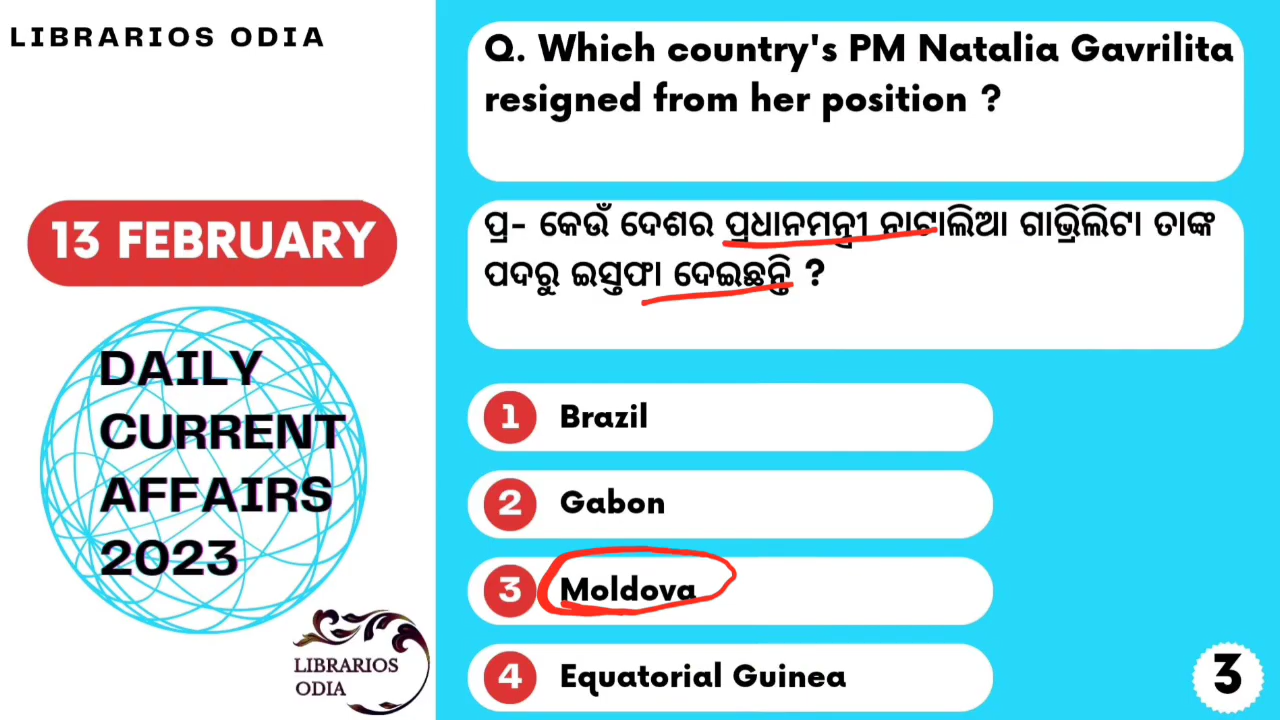 LIBRARIOS ODIA
13 FEBRUARY
DAILY
CURRENT
AFFAIRS
2023
LIBRARIOS
ODIA
Q. Which country's PM Natalia Gavrilita
resigned from her position ?
ପ୍ର- କେଉଁ ଦେଶର ପ୍ରଧାନମନ୍ତ୍ରୀ ନାଟାଲିଆ ଗାଭ୍ରିଲିଟା ତାଙ୍କ
ପଦରୁ ଇସ୍ତଫା ଦେଇଛନ୍ତି ?
1 Brazil
2 Gabon
3 Moldova
4 Equatorial Guinea
3